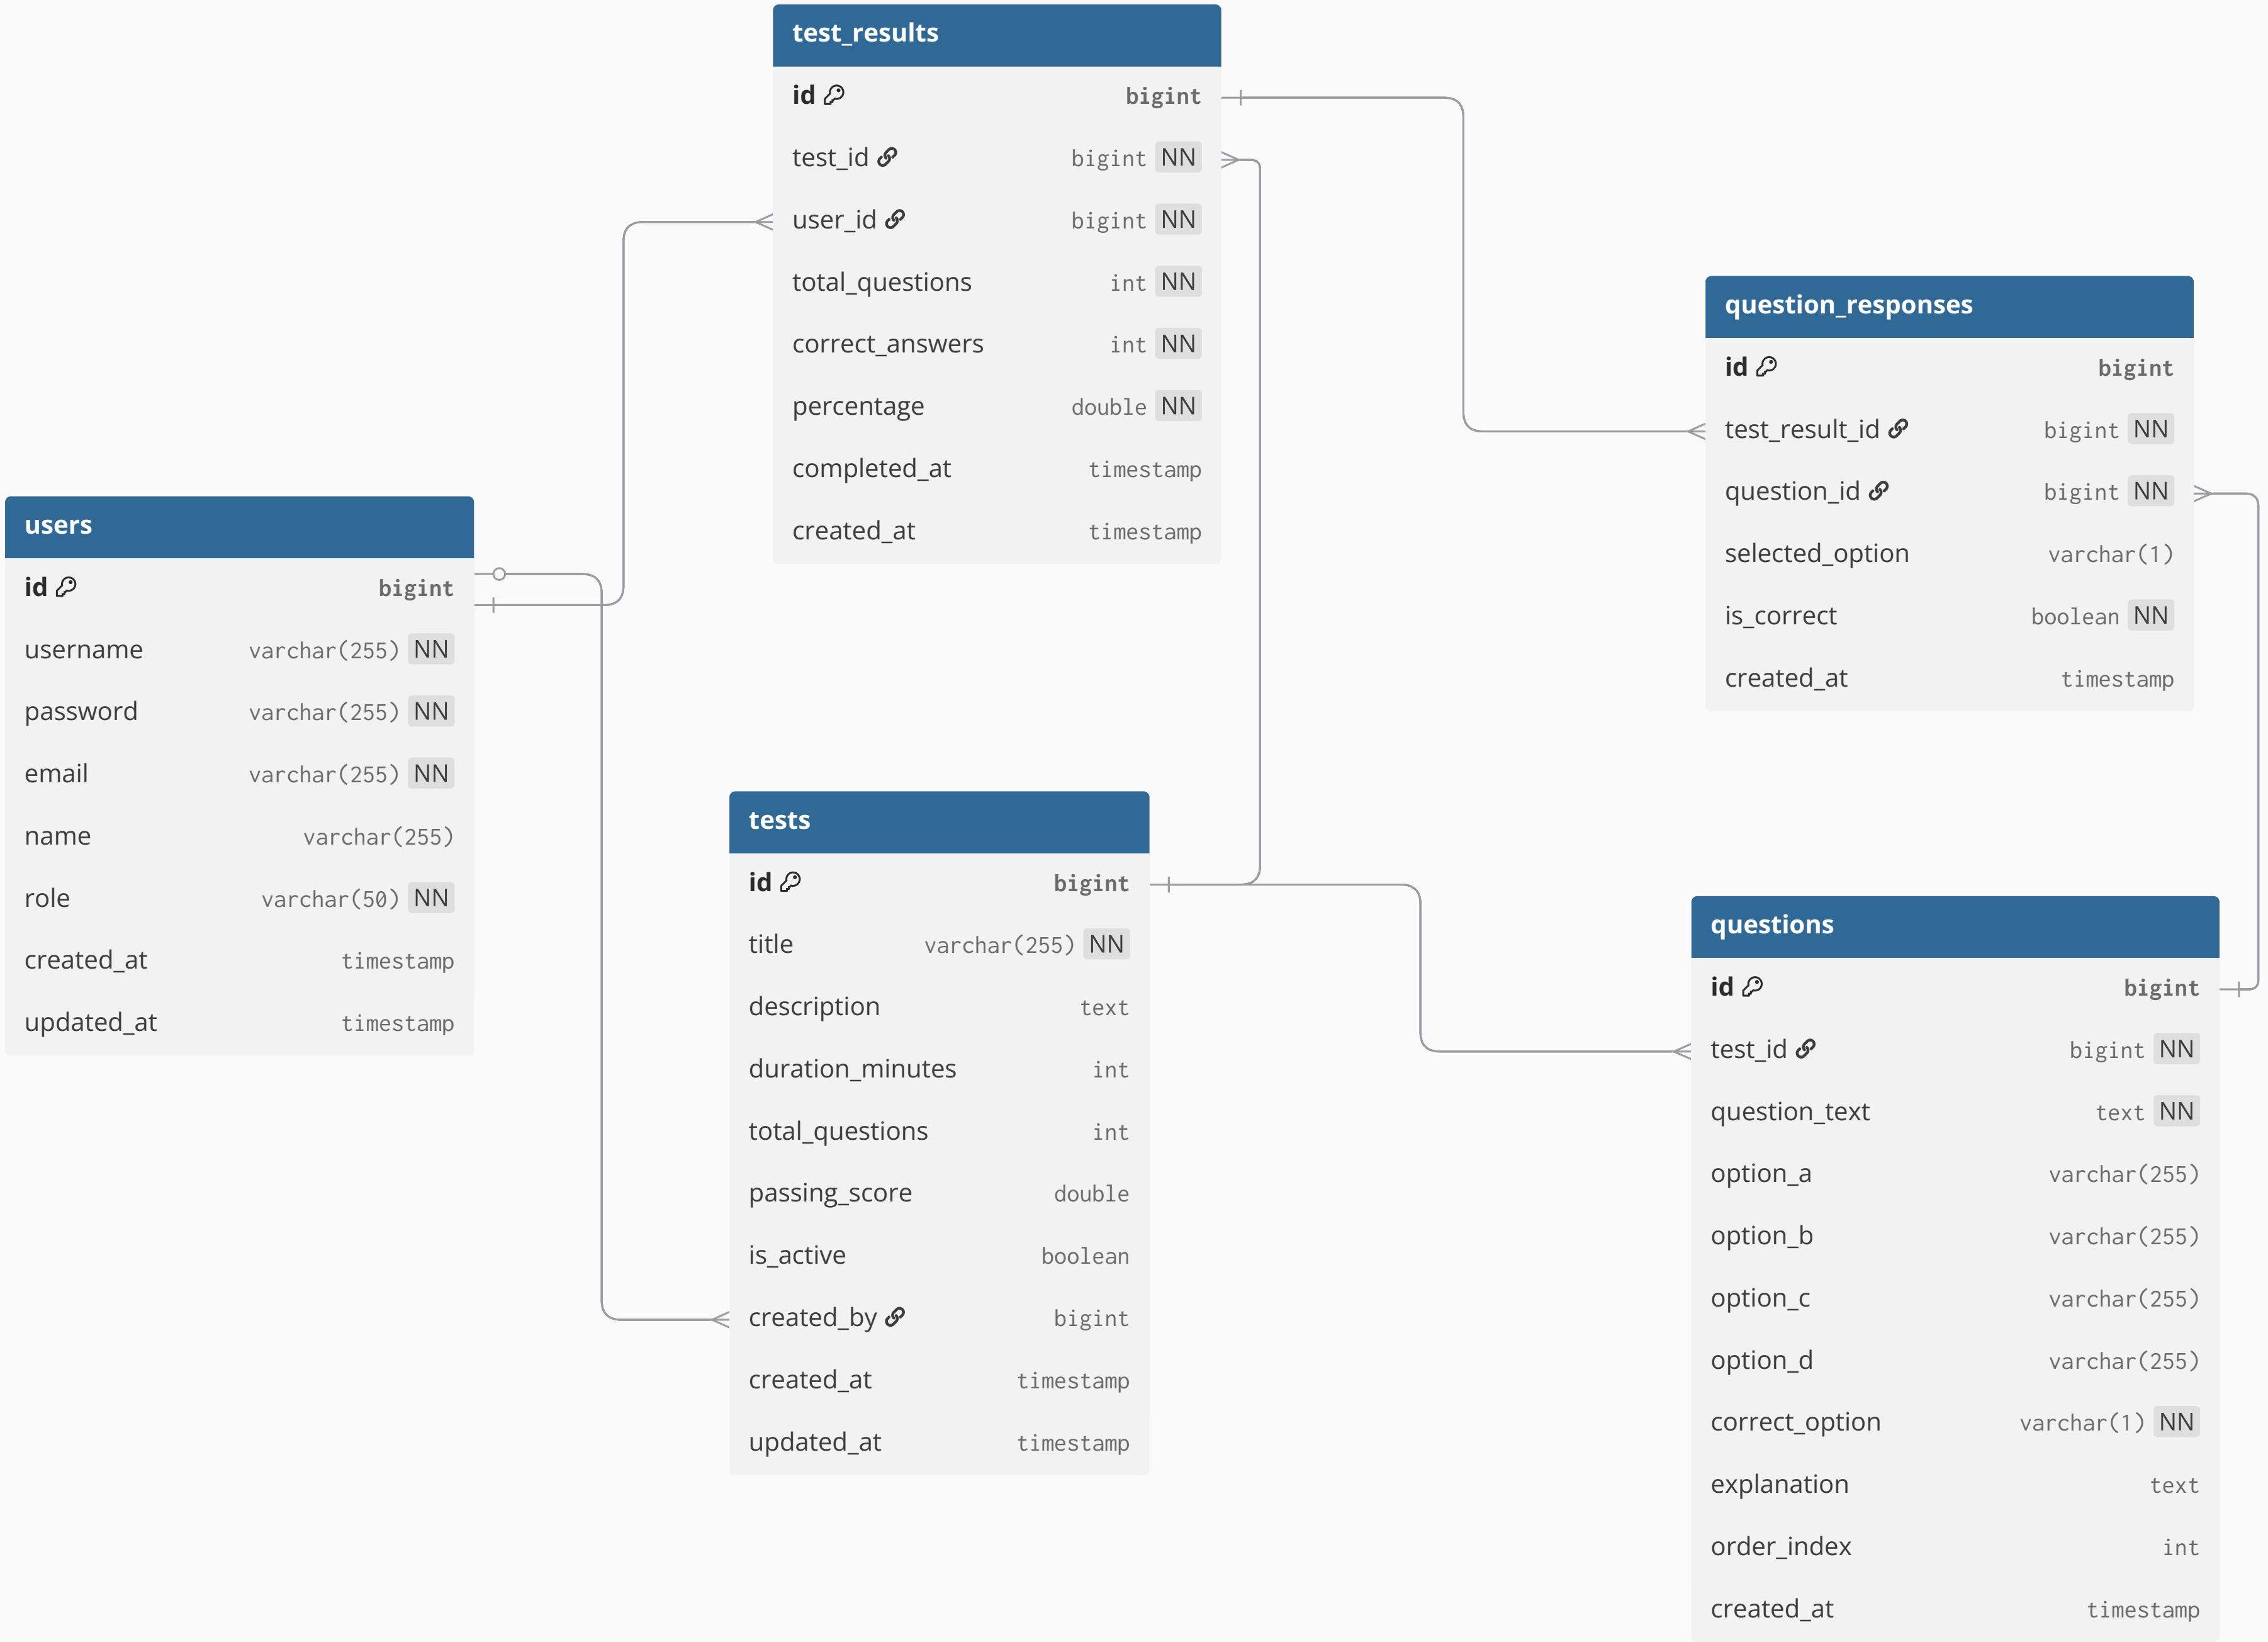 test_results
id bigint
test_id bigint NN
user_id bigint NN
total_questions int NN
correct_answers int NN
percentage double NN
completed_at timestamp
created_at timestamp
question_responses
id bigint
test_result_id bigint NN
question_id bigint NN
selected_option varchar(1)
is_correct boolean NN
created_at timestamp
users
id bigint
username varchar(255) NN
password varchar(255) NN
email varchar(255) NN
name varchar(255)
role varchar(50) NN
created_at timestamp
updated_at timestamp
tests
id bigint
title varchar(255) NN
description text
duration_minutes int
total_questions int
passing_score double
is_active boolean
created_by bigint
created_at timestamp
updated_at timestamp
questions
id bigint
test_id bigint NN
question_text text NN
option_a varchar(255)
option_b varchar(255)
option_c varchar(255)
option_d varchar(255)
correct_option varchar(1) NN
explanation text
order_index int
created_at timestamp